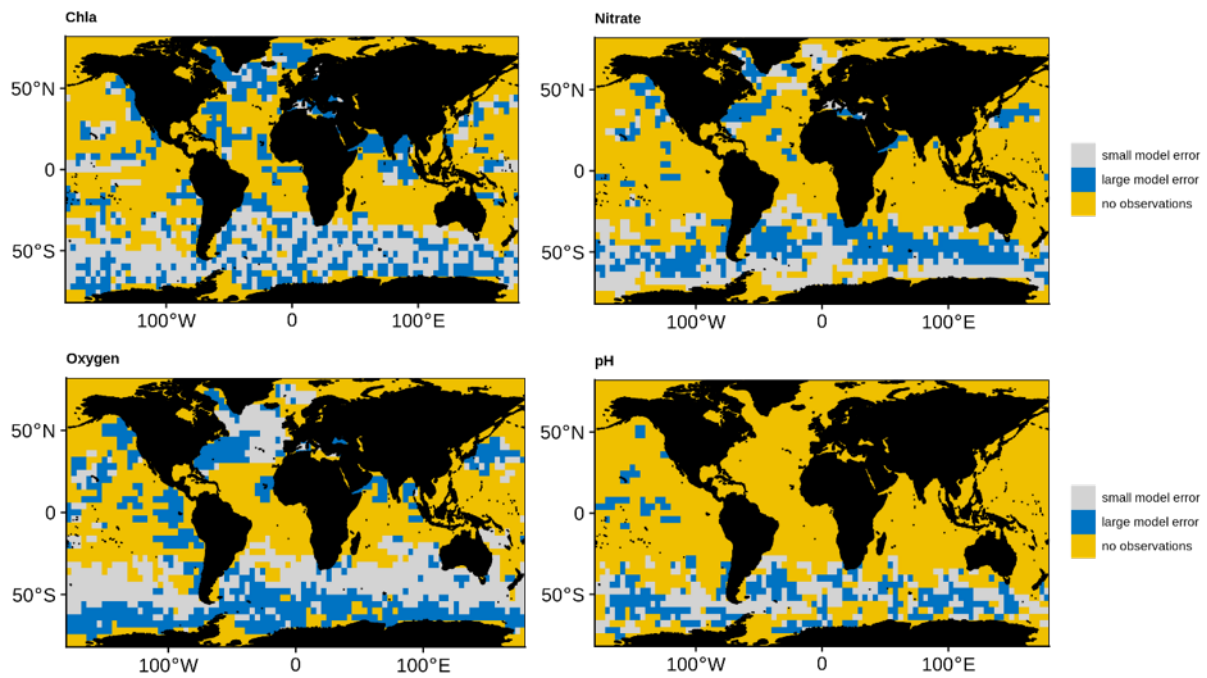 Chla
Nitrate
50°N
0
50°S
100°W
0
100°E
50°N
0
50°S
100°W
0
100°E
small model error
large model error
no observations
Oxygen
pH
50°N
0
50°S
100°W
0
100°E
50°N
0
50°S
100°W
0
100°E
small model error
large model error
no observations